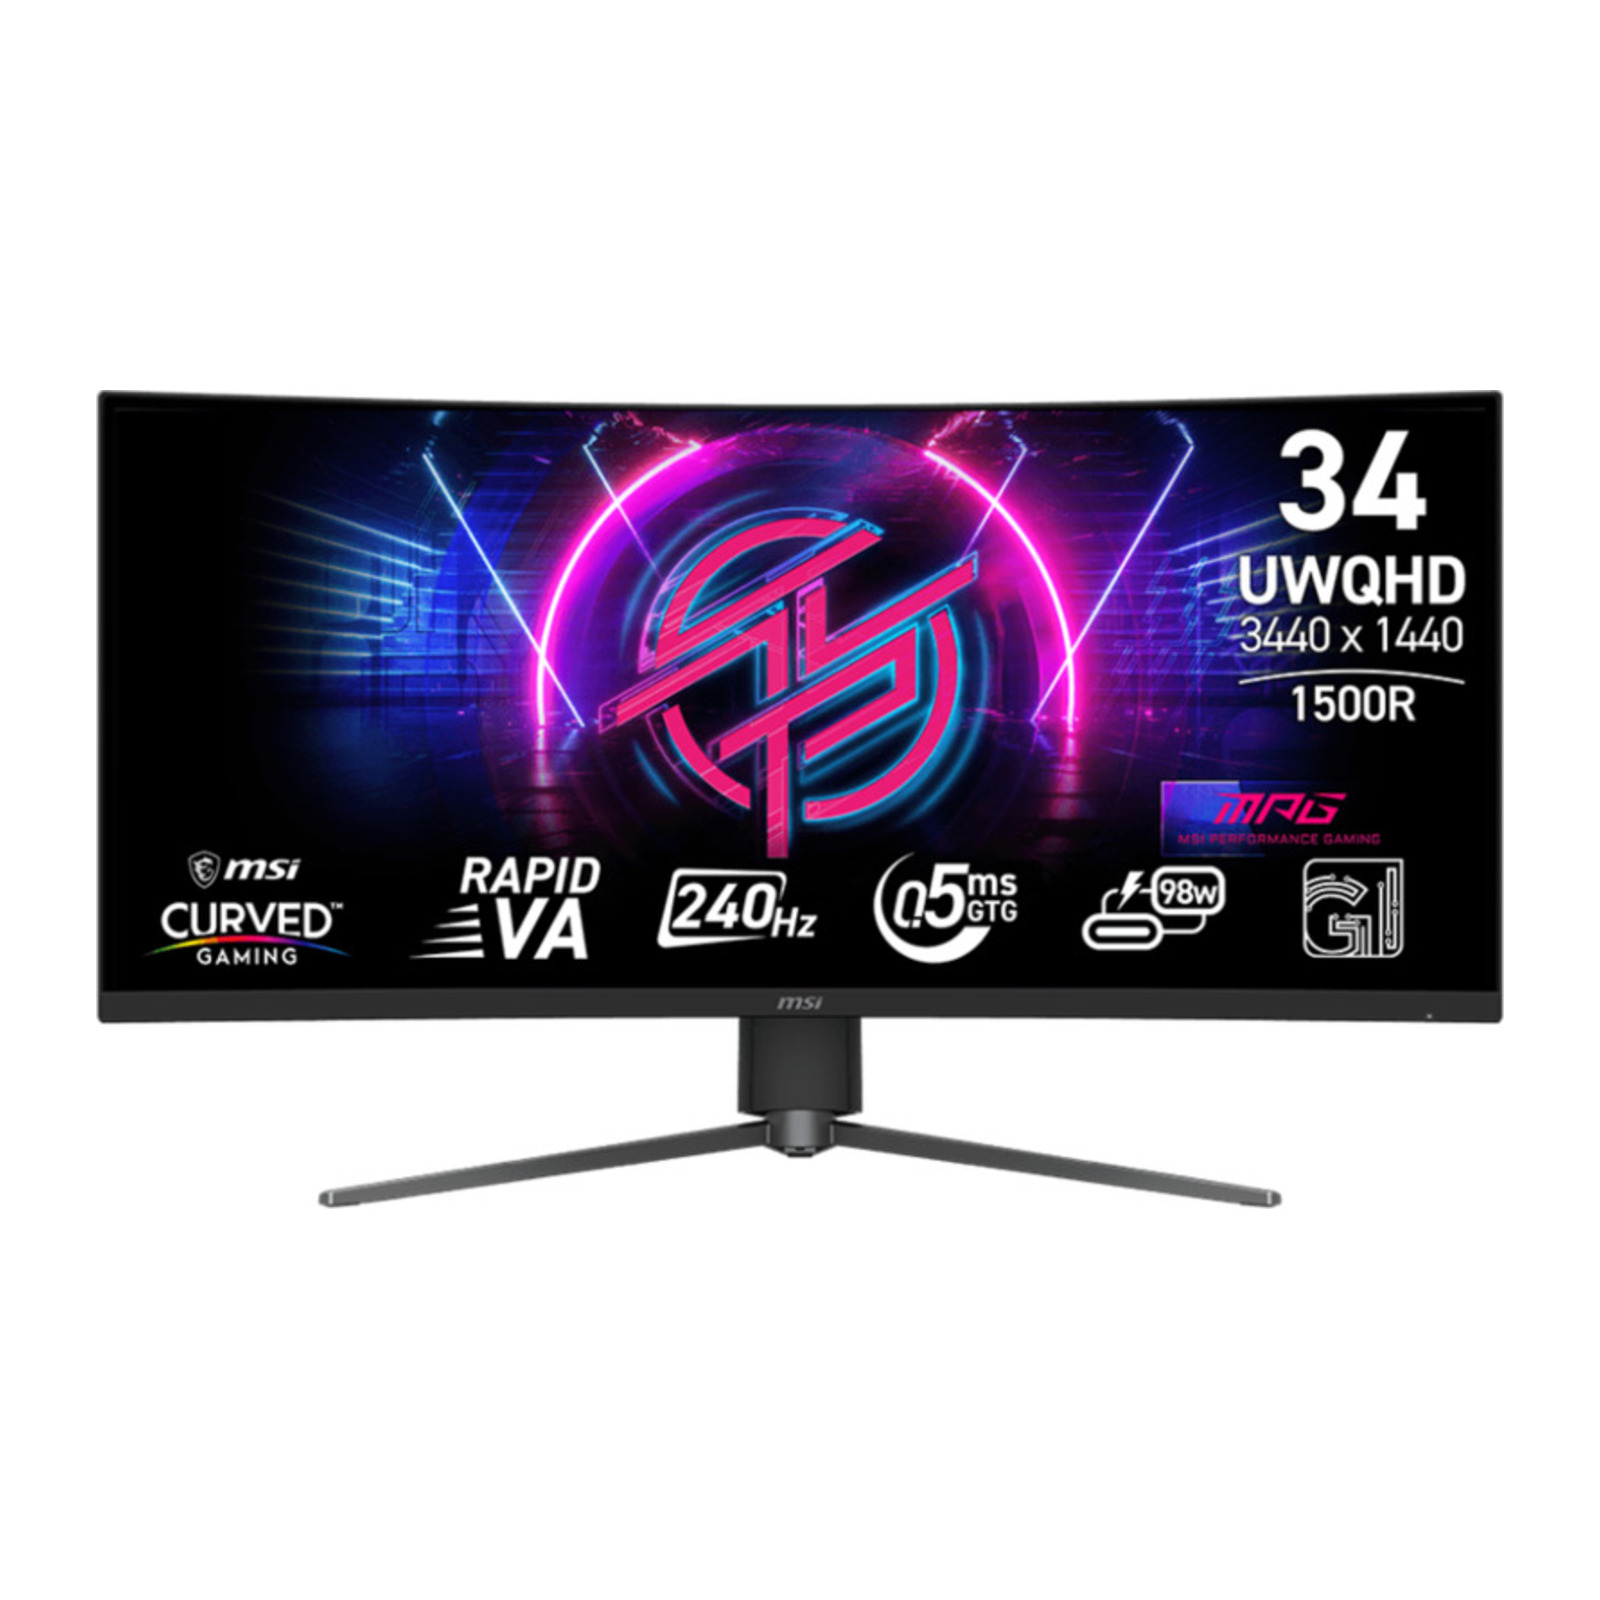 34
UWQHD
3440 x 1440
1500R
MPG
MSI PERFORMANCE GAMING
msi
CURVED™
GAMING
RAPID
VA
240Hz
0.5ms
GTG
98W
GI
msi